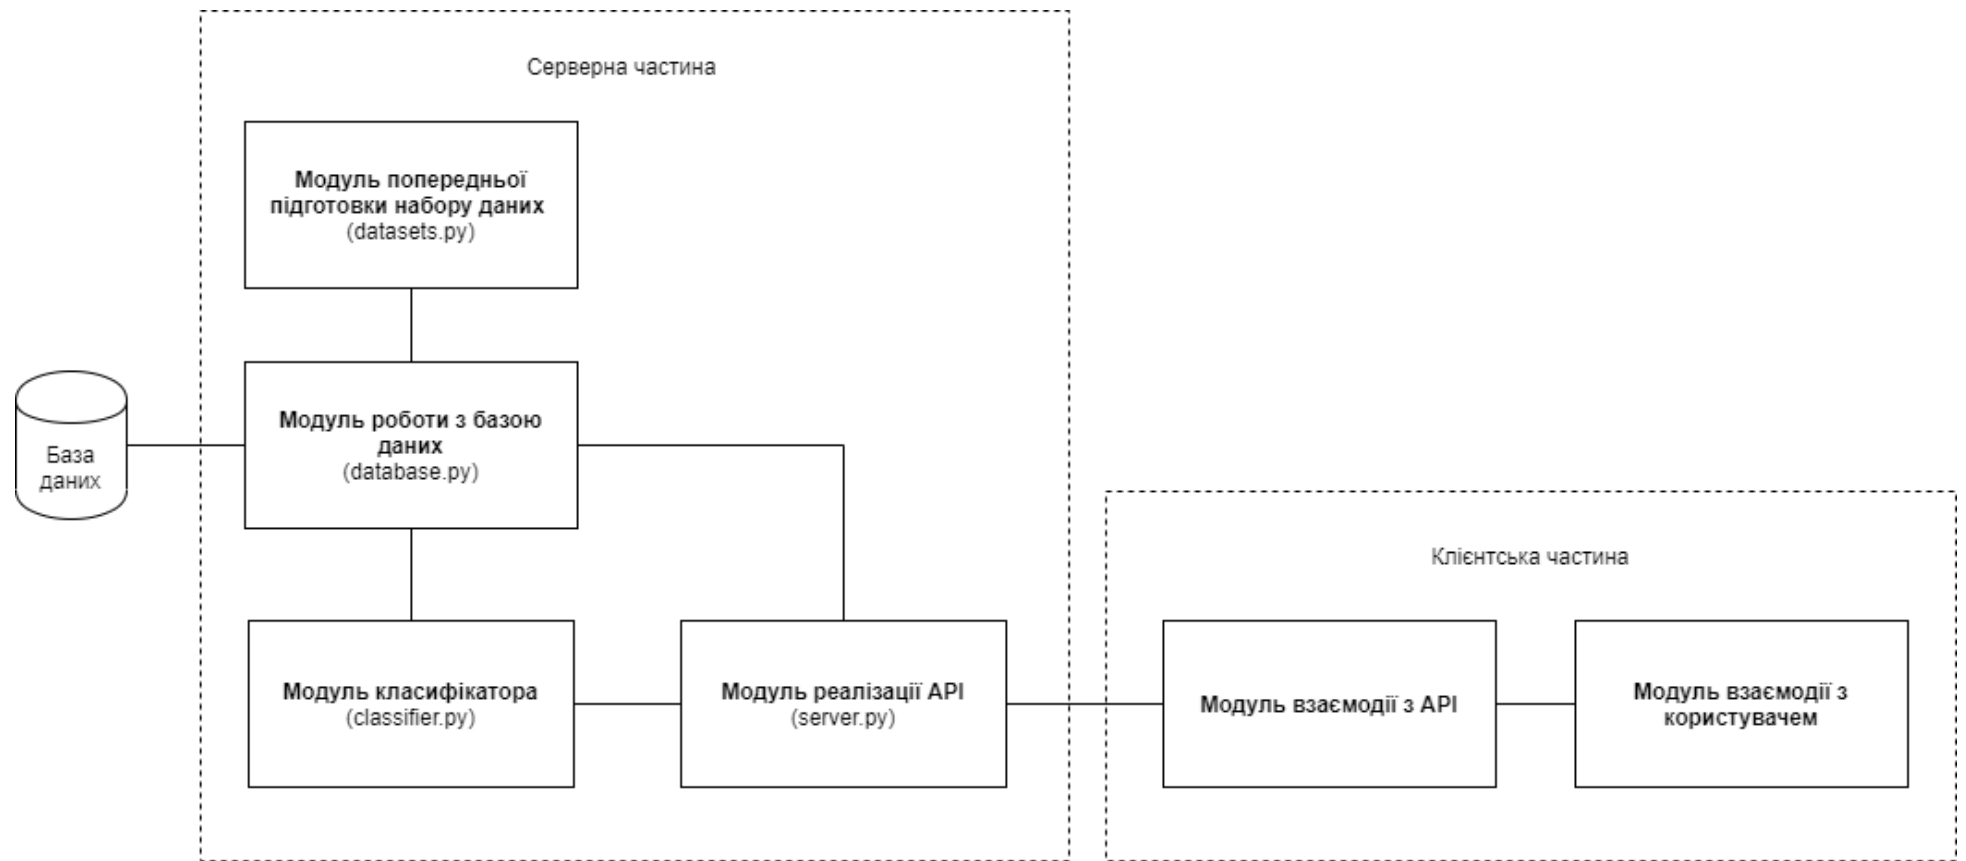 Серверна частина
Модуль попередньої
підготовки набору даних
(datasets.py)
База
даних
Модуль роботи з базою
даних
(database.py)
Клієнтська частина
Модуль класифікатора
(classifier.py)
Модуль реалізації API
(server.py)
Модуль взаємодії з API
Модуль взаємодії з
користувачем